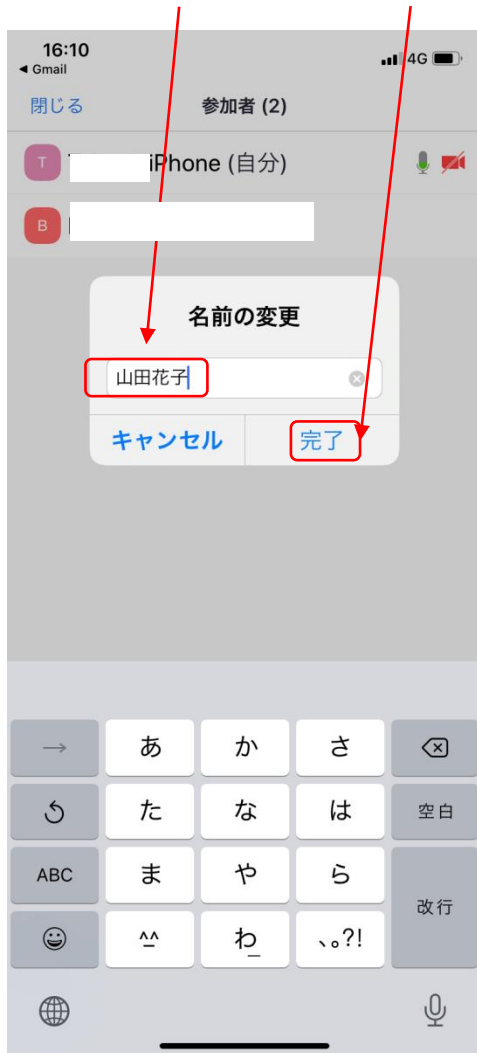 16:10
◀ Gmail
4G
閉じる
参加者 (2)
T
iPhone (自分)
B
名前の変更
山田花子
キャンセル
完了
→
あ
か
さ
た
な
は
空白
ABC
ま
や
ら
改行
^^
わ
、。?!